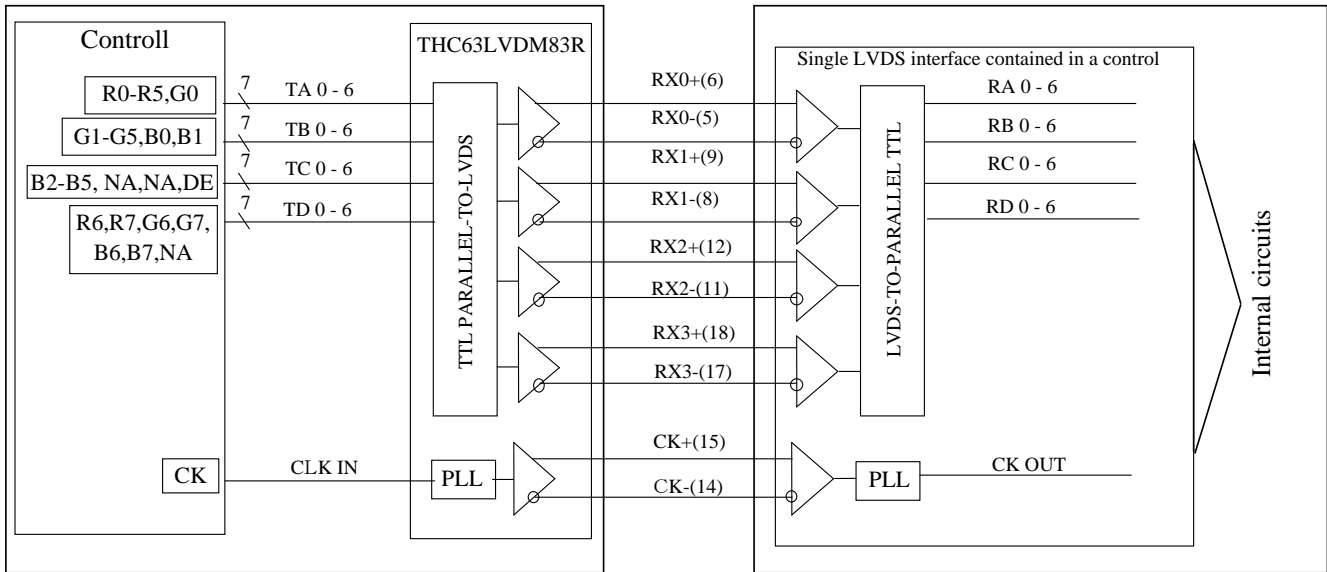 Controll
THC63LVDM83R
Single LVDS interface contained in a control
R0-R5,G0
7
TA 0 - 6
RX0+(6)
RA 0 - 6
G1-G5,B0,B1
7
TB 0 - 6
RX0-(5)
RB 0 - 6
B2-B5, NA,NA,DE
7
TC 0 - 6
RX1+(9)
RC 0 - 6
R6,R7,G6,G7,
B6,B7,NA
7
TD 0 - 6
RX1-(8)
RD 0 - 6
TTL PARALLEL-TO-LVDS
RX2+(12)
RX2-(11)
RX3+(18)
RX3-(17)
LVDS-TO-PARALLEL TTL
Internal circuits
CK
CLK IN
PLL
CK+(15)
CK-(14)
PLL
CK OUT